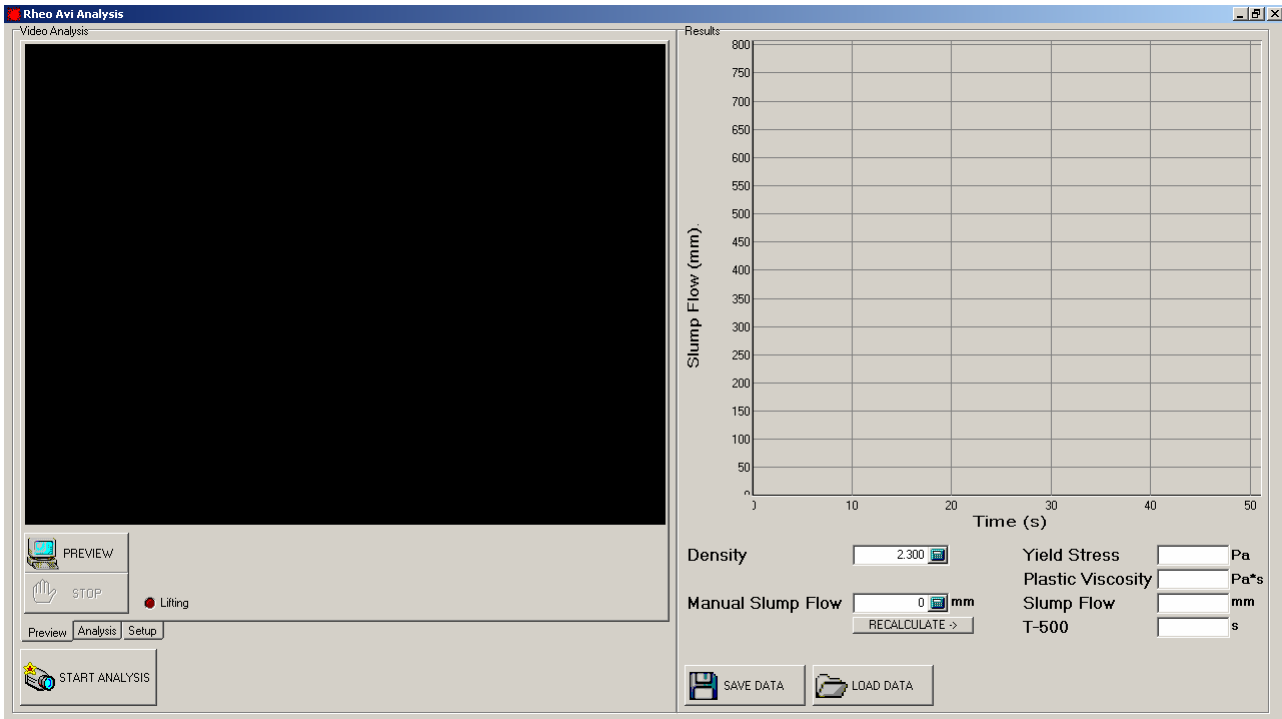 Rheo Avi Analysis
Video Analysis
PREVIEW
STOP
Lifting
Preview Analysis Setup
START ANALYSIS
Results
800
750
700
650
600
550
500
450
400
350
300
250
200
150
100
50
Slump Flow (mm).
10 20 30 40 50
Time (s)
Density 2.300 Yield Stress Pa
Plastic Viscosity Pa*s
Manual Slump Flow 0 mm Slump Flow mm
RECALCULATE -> T-500 s
SAVE DATA LOAD DATA